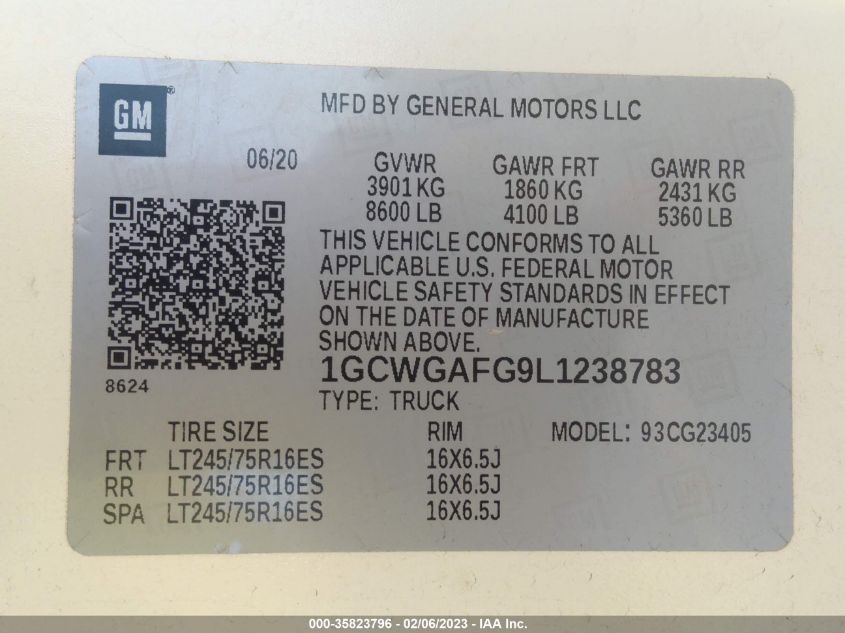 GM®
MFD BY GENERAL MOTORS LLC
06/20 GVWR GAWR FRT GAWR RR
3901 KG 1860 KG 2431 KG
8600 LB 4100 LB 5360 LB
THIS VEHICLE CONFORMS TO ALL
APPLICABLE U.S. FEDERAL MOTOR
VEHICLE SAFETY STANDARDS IN EFFECT
ON THE DATE OF MANUFACTURE
SHOWN ABOVE.
1GCWGAFG9L1238783
8624
TYPE: TRUCK
TIRE SIZE RIM MODEL: 93CG23405
FRT LT245/75R16ES 16X6.5J
RR LT245/75R16ES 16X6.5J
SPA LT245/75R16ES 16X6.5J
000-35823796 - 02/06/2023 - IAA Inc.